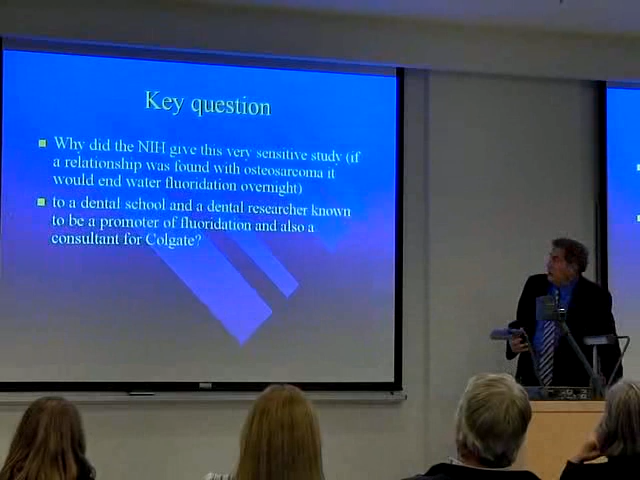 Key question
Why did the NIH give this very sensitive study (if
a relationship was found with osteosarcoma it
would end water fluoridation overnight)
to a dental school and a dental researcher known
to be a promoter of fluoridation and also a
consultant for Colgate?